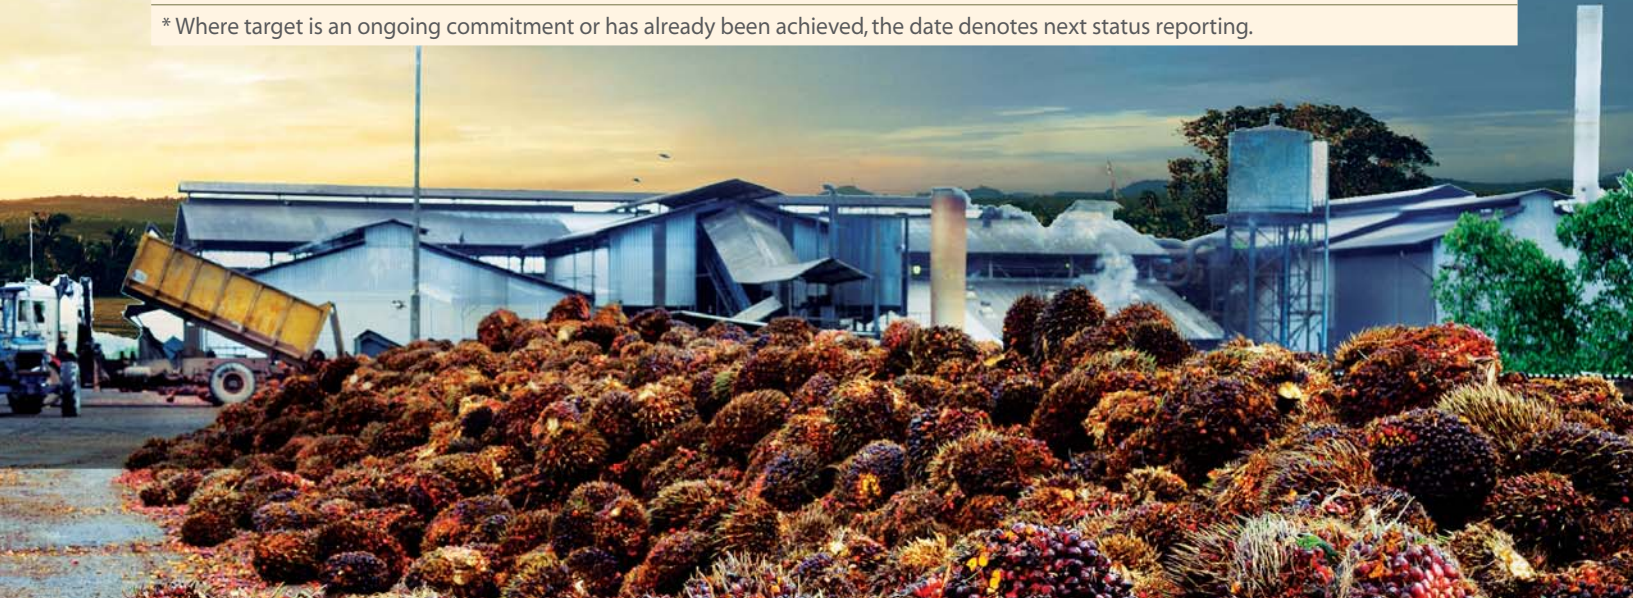 * Where target is an ongoing commitment or has already been achieved, the date denotes next status reporting.